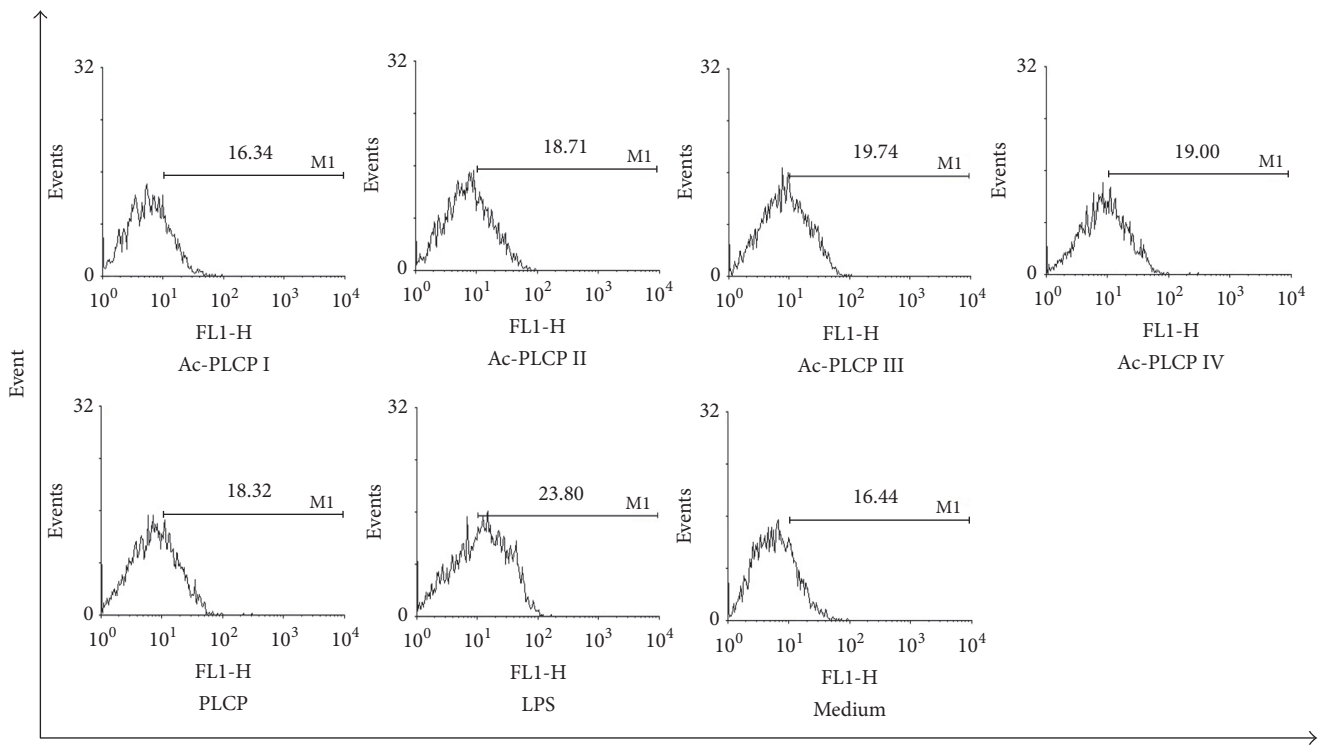 Event
32
Events
16.34
M1
0
10^0 10^1 10^2 10^3 10^4
FL1-H
Ac-PLCP I
32
Events
18.71
M1
0
10^0 10^1 10^2 10^3 10^4
FL1-H
Ac-PLCP II
32
Events
19.74
M1
0
10^0 10^1 10^2 10^3 10^4
FL1-H
Ac-PLCP III
32
Events
19.00
M1
0
10^0 10^1 10^2 10^3 10^4
FL1-H
Ac-PLCP IV
32
Events
18.32
M1
0
10^0 10^1 10^2 10^3 10^4
FL1-H
PLCP
32
Events
23.80
M1
0
10^0 10^1 10^2 10^3 10^4
FL1-H
LPS
32
Events
16.44
M1
0
10^0 10^1 10^2 10^3 10^4
FL1-H
Medium